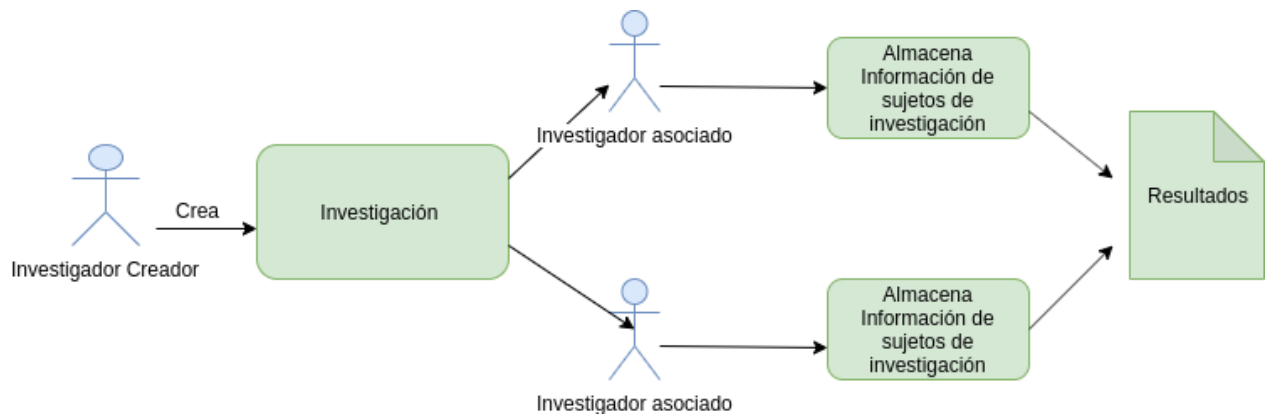 Investigador Creador
Crea
Investigación
Investigador asociado
Almacena
Información de
sujetos de
investigación
Investigador asociado
Almacena
Información de
sujetos de
investigación
Resultados